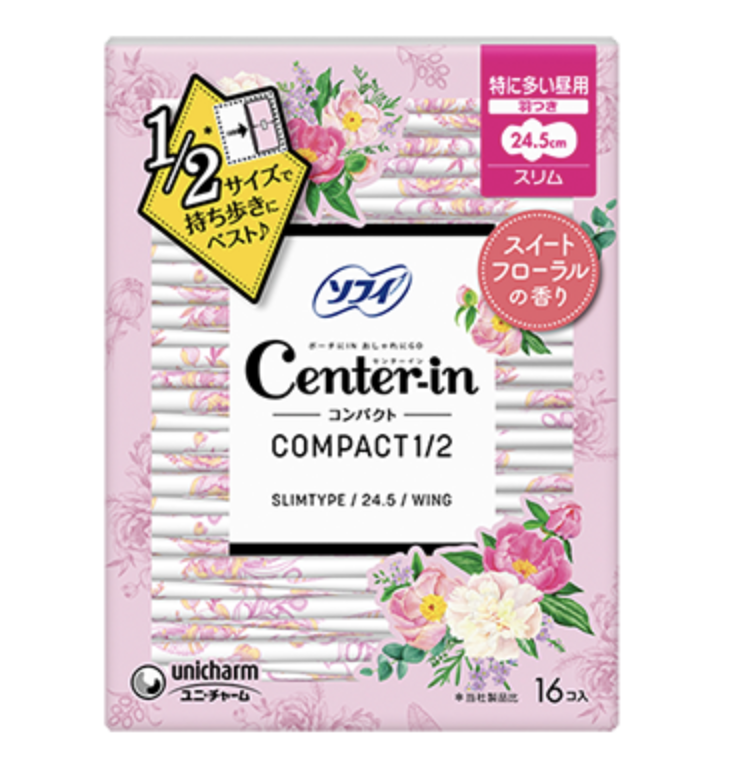 1/2
サイズで
持ち歩きに
ベスト♪
特に多い昼用
羽つき
24.5cm
スリム
スイート
フローラル
の香り
ソフィ
ポーチにIN おしゃれにGO
センターイン
Center-in
コンパクト
COMPACT1/2
SLIMTYPE / 24.5 / WING
unicharm
ユニ・チャーム
*当社製品比
16コ入